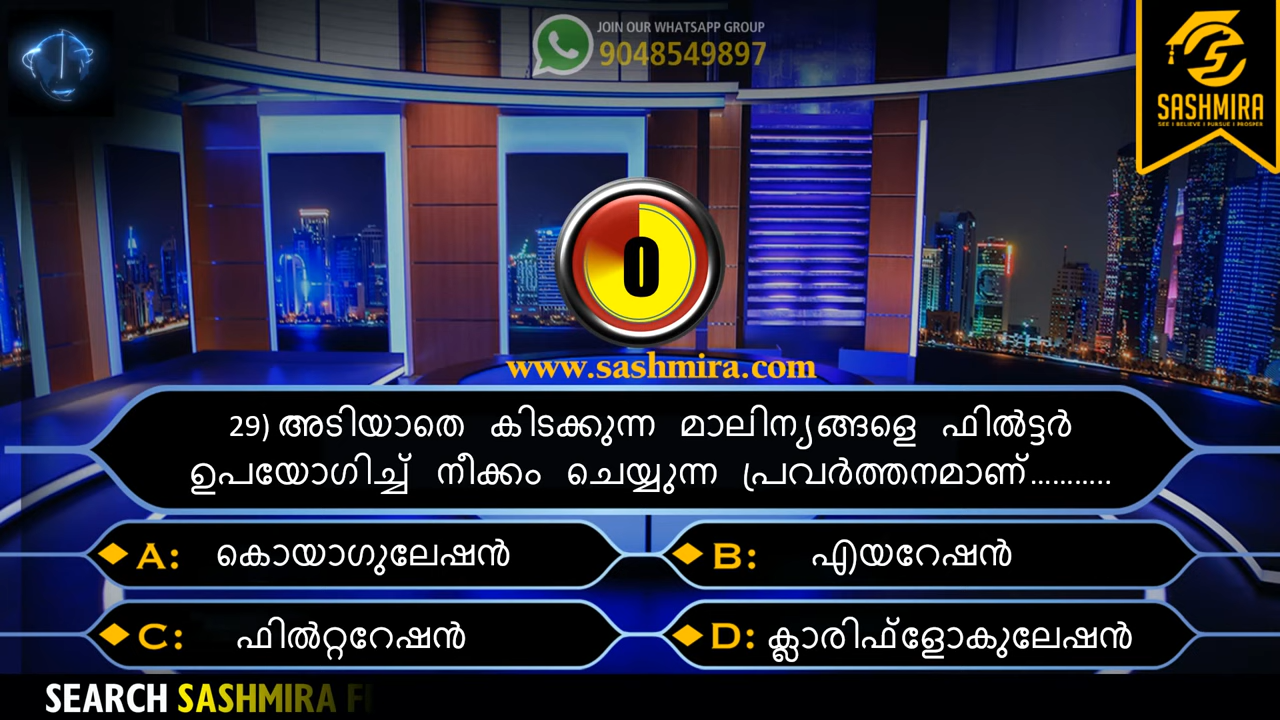 JOIN OUR WHATSAPP GROUP
9048549897
SASHMIRA
SEE | BELIEVE | PURSUE | PROSPER
0
www.sashmira.com
29) അടിയാതെ കിടക്കുന്ന മാലിന്യങ്ങളെ ഫിൽട്ടർ
ഉപയോഗിച്ച് നീക്കം ചെയ്യുന്ന പ്രവർത്തനമാണ്...........
A: കൊയാഗുലേഷൻ
B: എയറേഷൻ
C: ഫിൽറ്ററേഷൻ
D: ക്ലാരിഫ്ളോകുലേഷൻ
SEARCH SASHMIRA